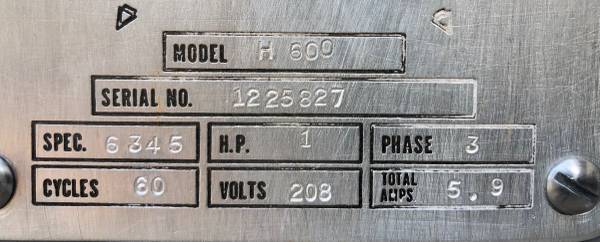 MODEL H 600
SERIAL NO. 1225827
SPEC. 6345 H.P. 1 PHASE 3
CYCLES 60 VOLTS 208 TOTAL AMPS 5.9